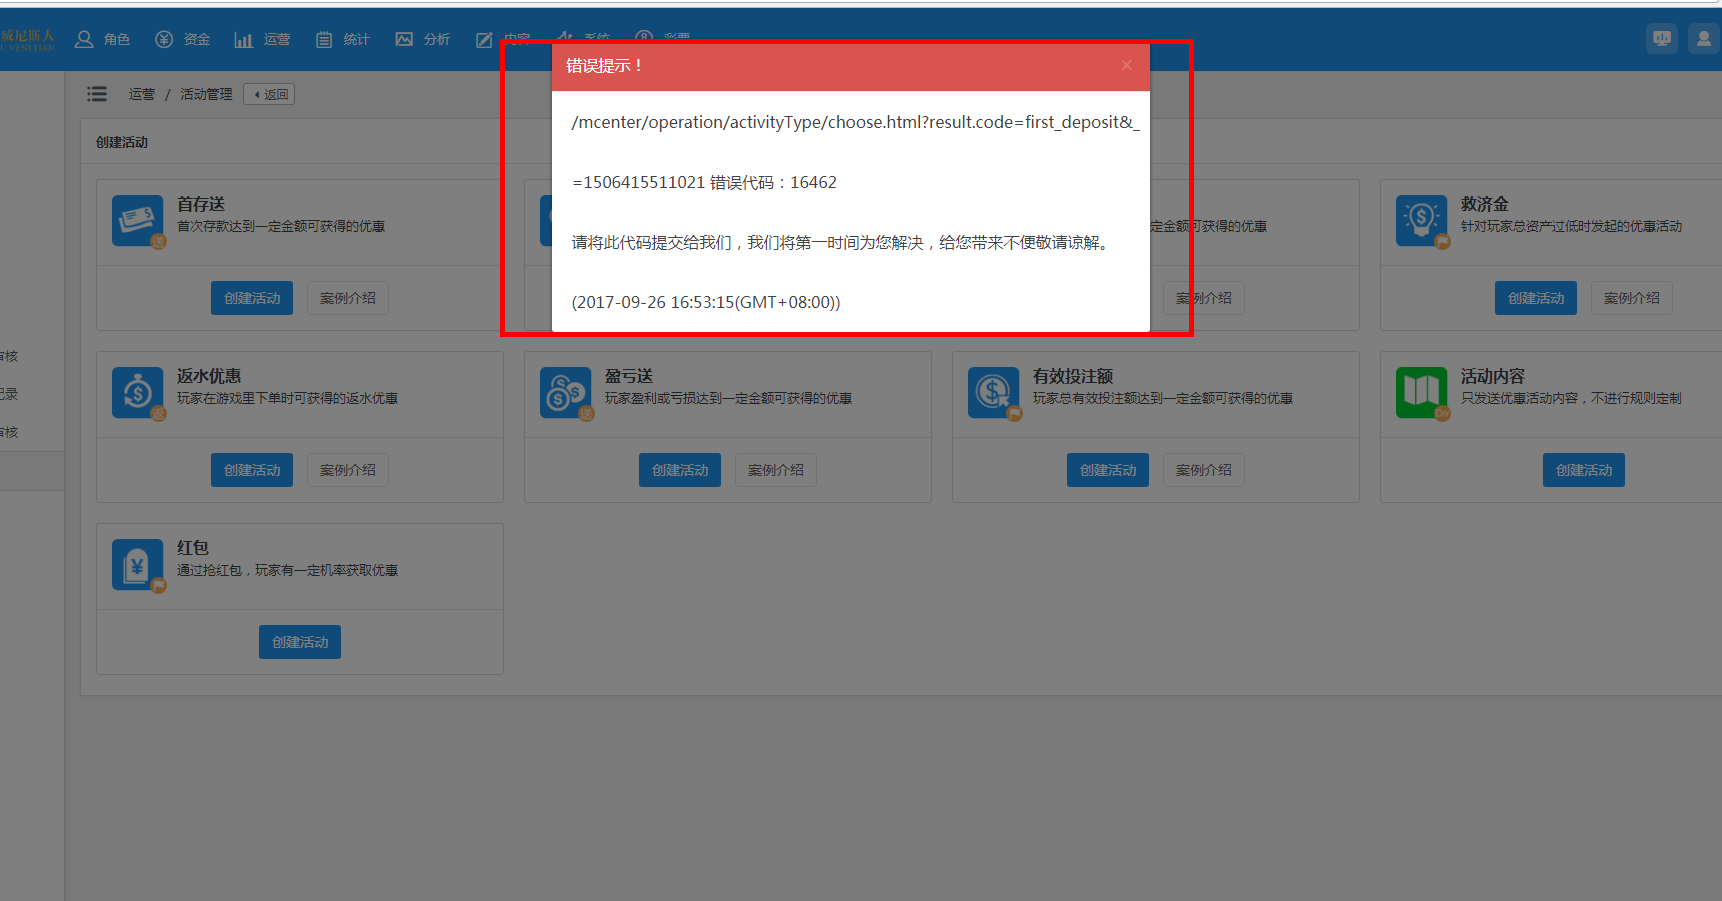 威尼斯人
角色
资金
运营
统计
分析
内容
系统
彩票
运营 / 活动管理
返回
错误提示！
×
/mcenter/operation/activityType/choose.html?result.code=first_deposit&_
=1506415511021 错误代码：16462
请将此代码提交给我们，我们将第一时间为您解决，给您带来不便敬请谅解。
(2017-09-26 16:53:15(GMT+08:00))
创建活动
首存送
首次存款达到一定金额可获得的优惠
送
创建活动
案例介绍
定金额可获得的优惠
案例介绍
救济金
针对玩家总资产过低时发起的优惠活动
创建活动
案例介绍
审核
记录
审核
返水优惠
玩家在游戏里下单时可获得的返水优惠
返
创建活动
案例介绍
盈亏送
玩家盈利或亏损达到一定金额可获得的优惠
送
创建活动
案例介绍
有效投注额
玩家总有效投注额达到一定金额可获得的优惠
创建活动
案例介绍
活动内容
只发送优惠活动内容，不进行规则定制
创建活动
红包
通过抢红包，玩家有一定机率获取优惠
创建活动